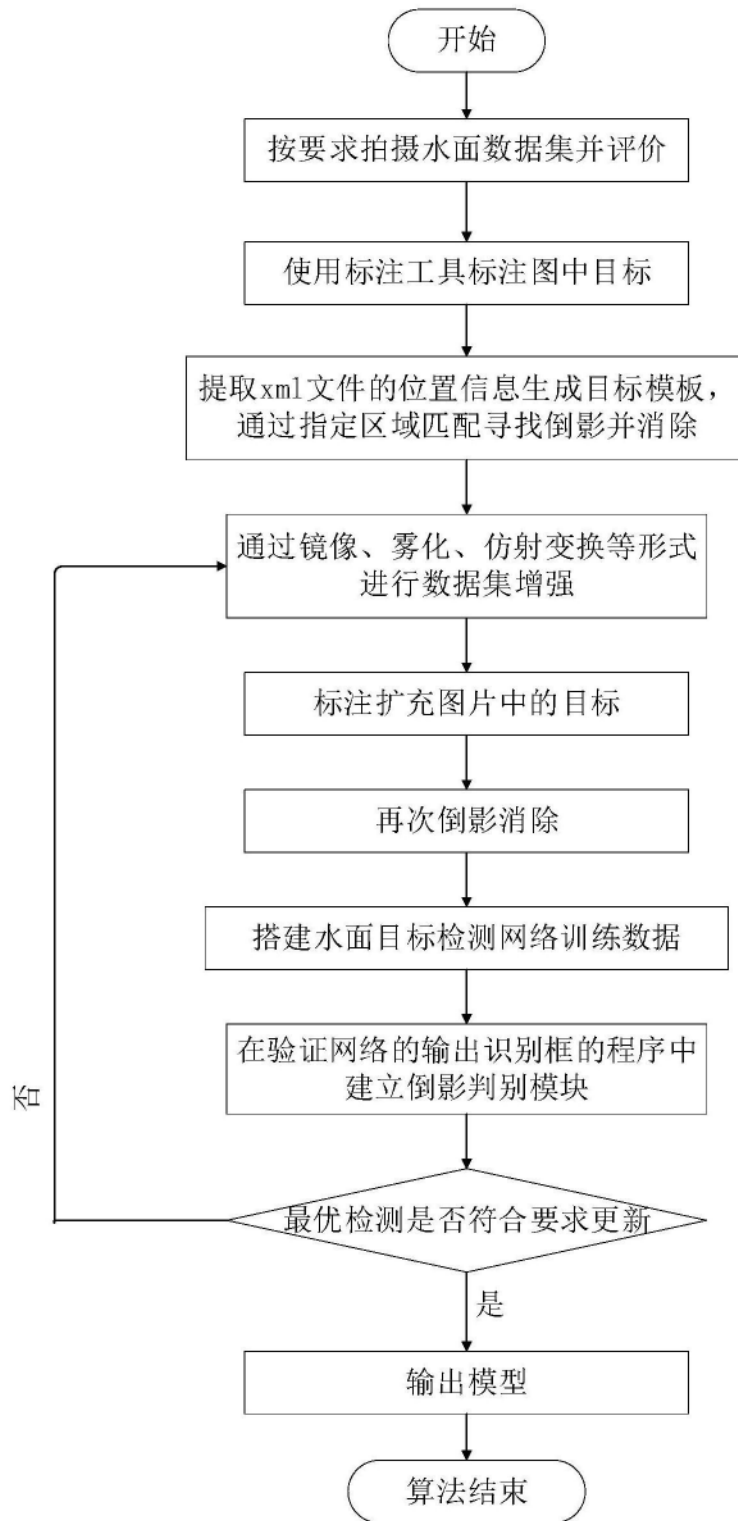 开始
按要求拍摄水面数据集并评价
使用标注工具标注图中目标
提取xml文件的位置信息生成目标模板，
通过指定区域匹配寻找倒影并消除
通过镜像、雾化、仿射变换等形式
进行数据集增强
标注扩充图片中的目标
再次倒影消除
搭建水面目标检测网络训练数据
在验证网络的输出识别框的程序中
建立倒影判别模块
否
最优检测是否符合要求更新
是
输出模型
算法结束